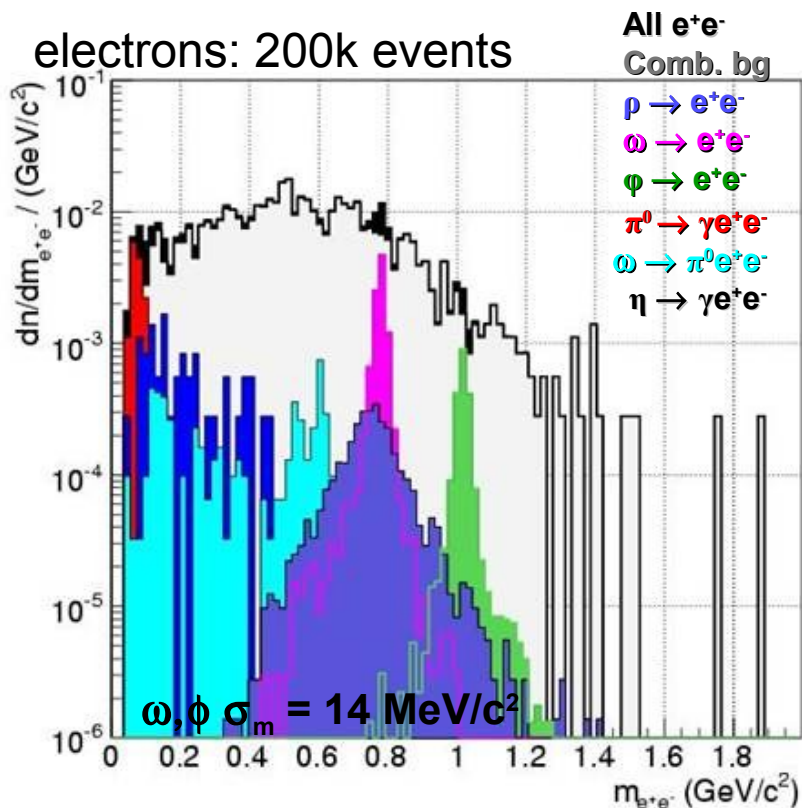 electrons: 200k events
All e⁺e⁻
Comb. bg
ρ → e⁺e⁻
ω → e⁺e⁻
φ → e⁺e⁻
π⁰ → γe⁺e⁻
ω → π⁰e⁺e⁻
η → γe⁺e⁻
dn/dm_{e⁺e⁻} / (GeV/c²)
10⁻¹
10⁻²
10⁻³
10⁻⁴
10⁻⁵
10⁻⁶
ω,ϕ σ_m = 14 MeV/c²
0 0.2 0.4 0.6 0.8 1 1.2 1.4 1.6 1.8
m_{e⁺e⁻} (GeV/c²)